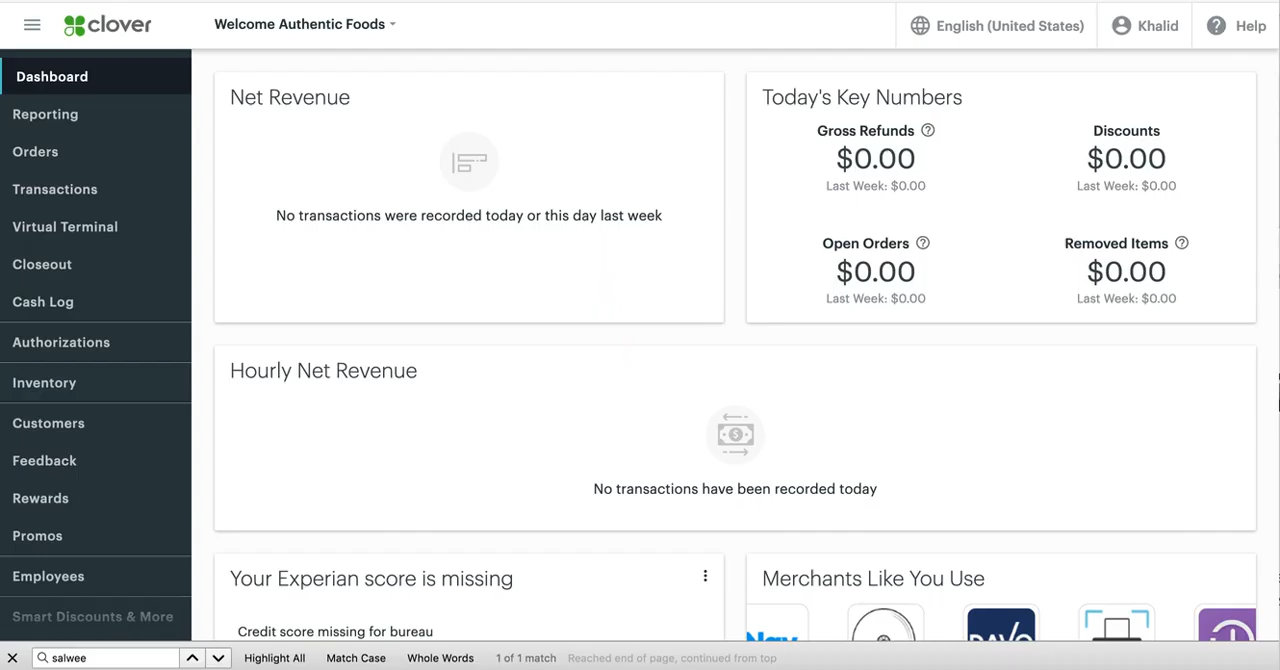 clover
Welcome Authentic Foods
English (United States)
Khalid
Help
Dashboard
Reporting
Orders
Transactions
Virtual Terminal
Closeout
Cash Log
Authorizations
Inventory
Customers
Feedback
Rewards
Promos
Employees
Smart Discounts & More
Net Revenue
No transactions were recorded today or this day last week
Today's Key Numbers
Gross Refunds
$0.00
Last Week: $0.00
Discounts
$0.00
Last Week: $0.00
Open Orders
$0.00
Last Week: $0.00
Removed Items
$0.00
Last Week: $0.00
Hourly Net Revenue
No transactions have been recorded today
Your Experian score is missing
Credit score missing for bureau
Merchants Like You Use
Nav
DAVO
salwee
Highlight All
Match Case
Whole Words
1 of 1 match
Reached end of page, continued from top